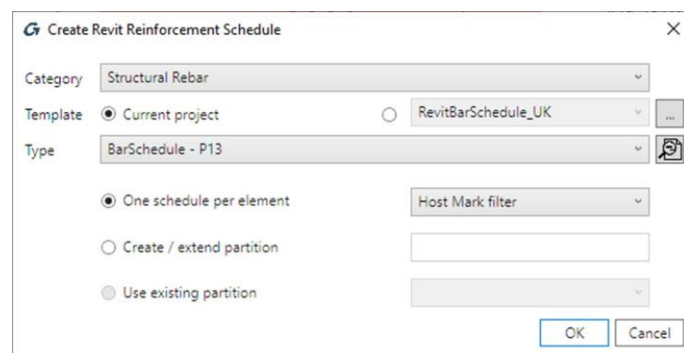 Create Revit Reinforcement Schedule
Category Structural Rebar
Template Current project RevitBarSchedule_UK ...
Type BarSchedule - P13
One schedule per element Host Mark filter
Create / extend partition
Use existing partition
OK Cancel